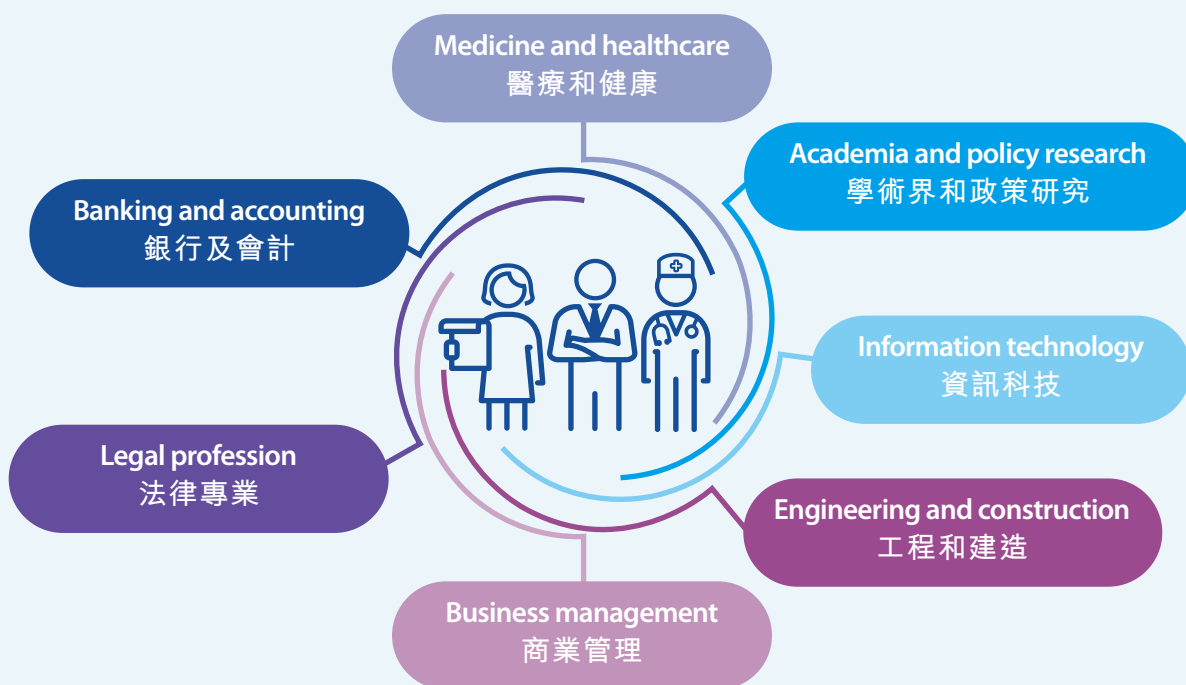 Medicine and healthcare
醫療和健康
Academia and policy research
學術界和政策研究
Banking and accounting
銀行及會計
Information technology
資訊科技
Legal profession
法律專業
Engineering and construction
工程和建造
Business management
商業管理